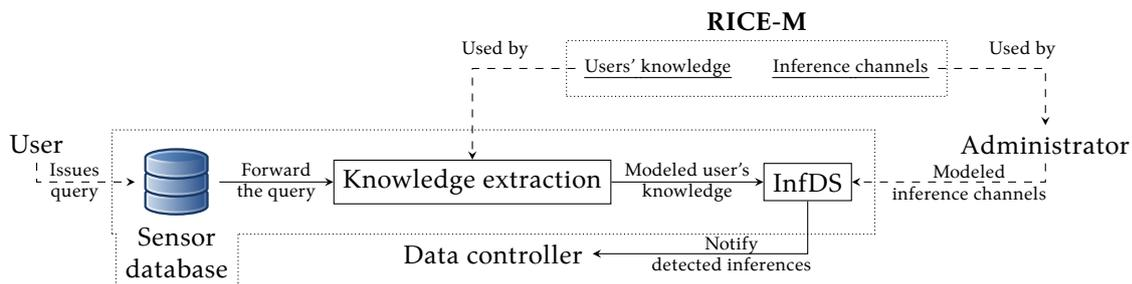 RICE-M
Used by
Users' knowledge
Inference channels
Used by
User
Issues
query
Sensor
database
Forward
the query
Knowledge extraction
Modeled user's
knowledge
InfDS
Administrator
Modeled
inference channels
Data controller
Notify
detected inferences